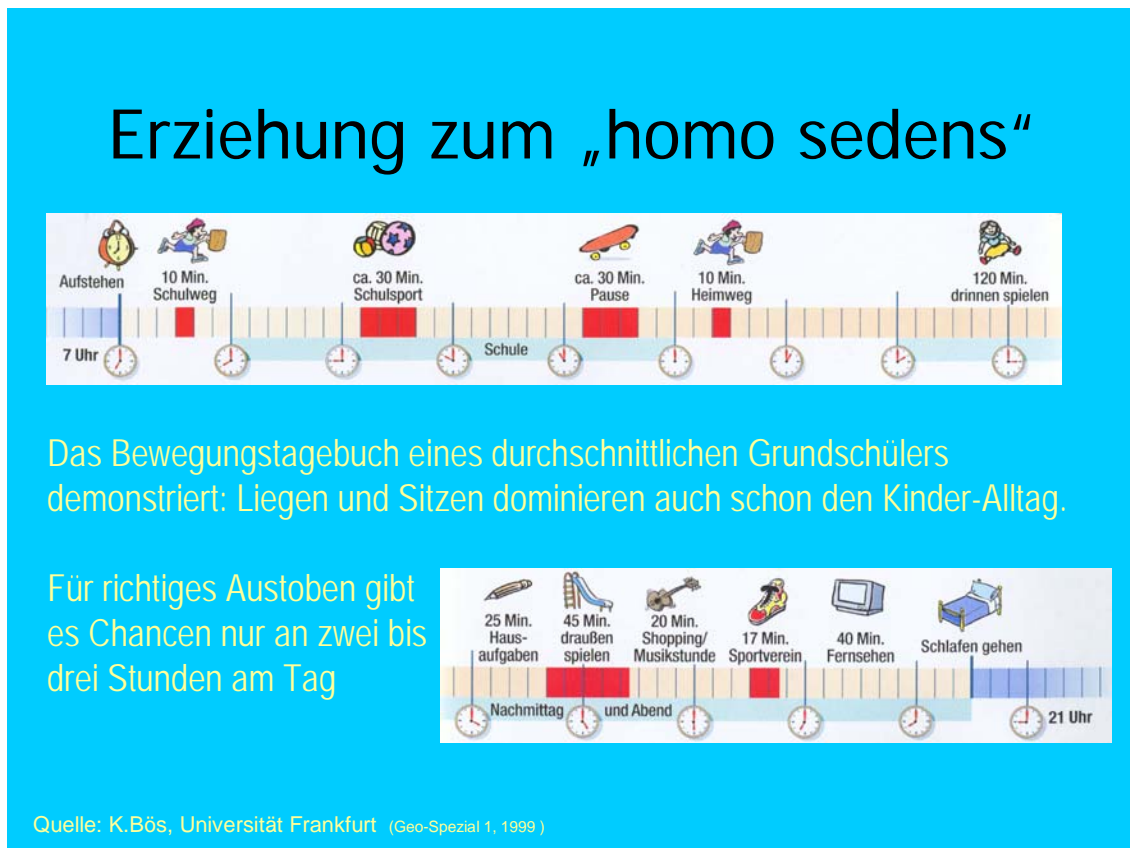 Erziehung zum „homo sedens“
Aufstehen
10 Min.
Schulweg
ca. 30 Min.
Schulsport
ca. 30 Min.
Pause
10 Min.
Heimweg
120 Min.
drinnen spielen
7 Uhr
Schule
Das Bewegungstagebuch eines durchschnittlichen Grundschülers
demonstriert: Liegen und Sitzen dominieren auch schon den Kinder-Alltag.
Für richtiges Austoben gibt
es Chancen nur an zwei bis
drei Stunden am Tag
25 Min.
Haus-
aufgaben
45 Min.
draußen
spielen
20 Min.
Shopping/
Musikstunde
17 Min.
Sportverein
40 Min.
Fernsehen
Schlafen gehen
Nachmittag und Abend
21 Uhr
Quelle: K.Bös, Universität Frankfurt (Geo-Spezial 1, 1999 )